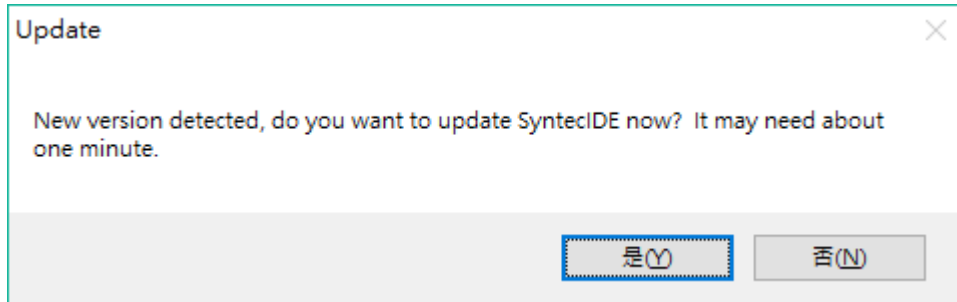 Update
New version detected, do you want to update SyntecIDE now?  It may need about
one minute.
是(Y)
否(N)